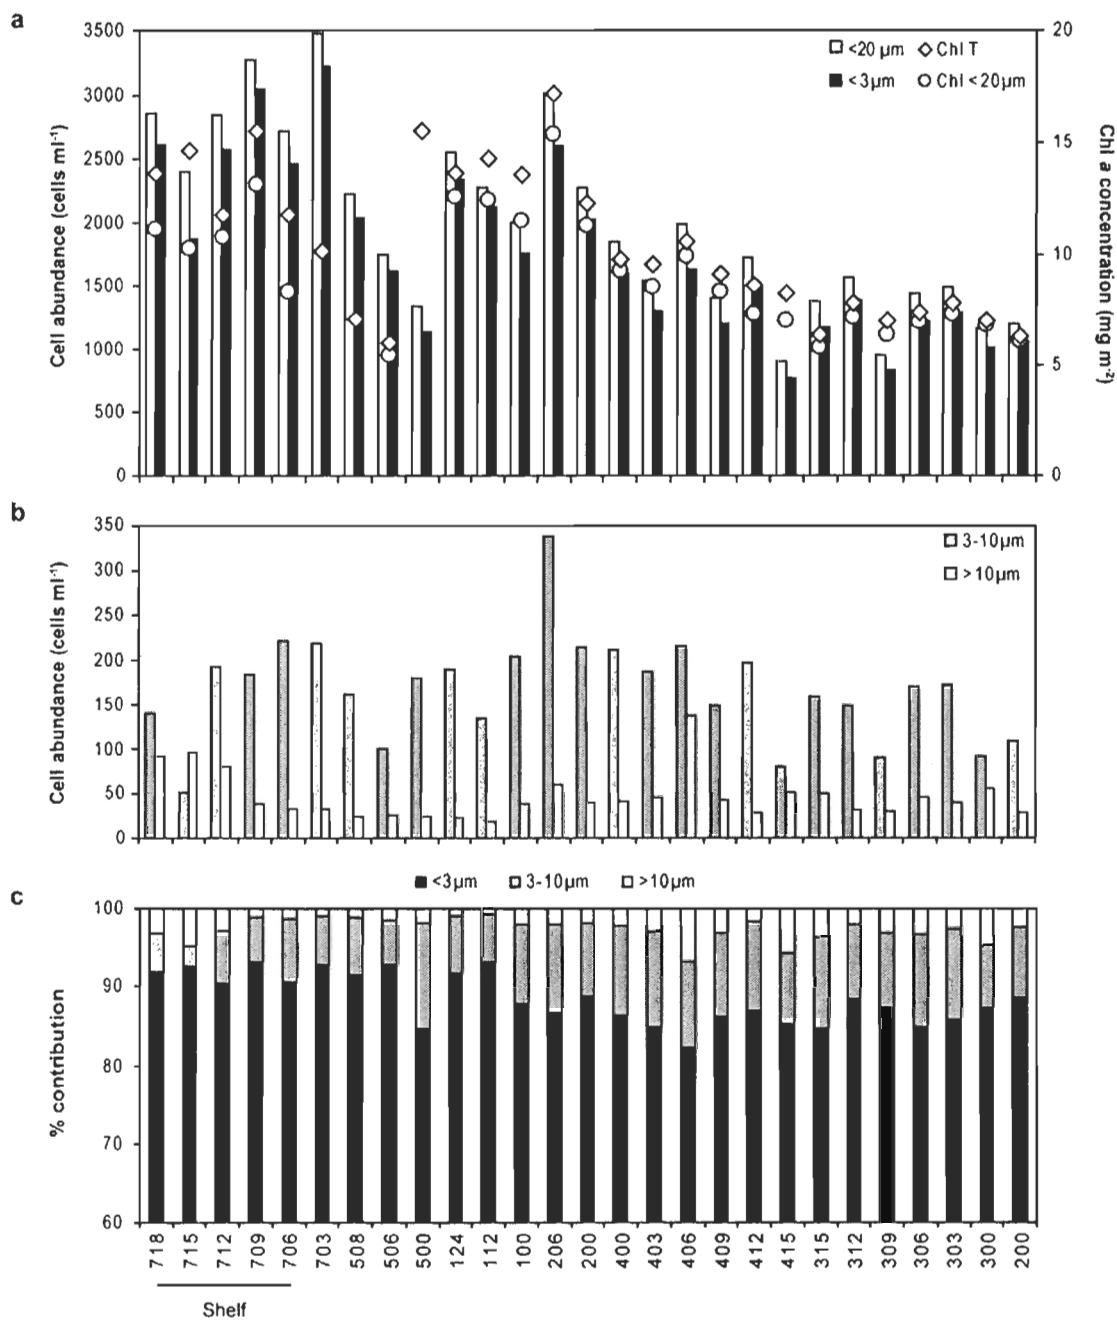 a
3500
3000
2500
2000
1500
1000
500
0
Cell abundance (cells ml⁻¹)
20
15
10
5
0
Chl a concentration (mg m⁻²)
<20 µm Chl T
<3µm Chl <20µm
b
350
300
250
200
150
100
50
0
Cell abundance (cells ml⁻¹)
3-10µm
>10µm
c
<3µm 3-10µm >10µm
100
90
80
70
60
% contribution
718 715 712 709 706 703 508 506 500 124 112 100 206 200 400 403 406 409 412 415 315 312 309 306 303 300 200
Shelf